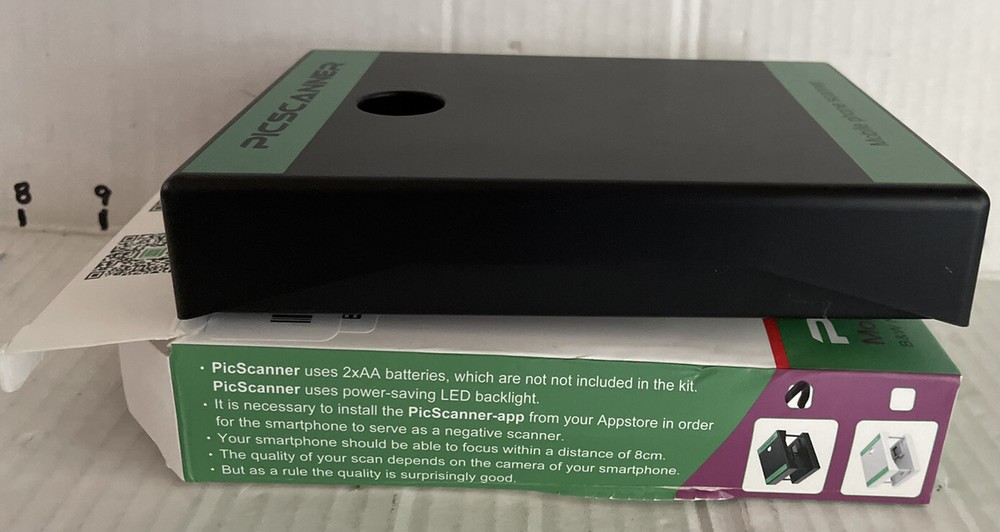 PICSCANNER
Mobile phone scanner
8 9
• PicScanner uses 2xAA batteries, which are not not included in the kit.
PicScanner uses power-saving LED backlight.
• It is necessary to install the PicScanner-app from your Appstore in order
for the smartphone to serve as a negative scanner.
• Your smartphone should be able to focus within a distance of 8cm.
• The quality of your scan depends on the camera of your smartphone.
• But as a rule the quality is surprisingly good.